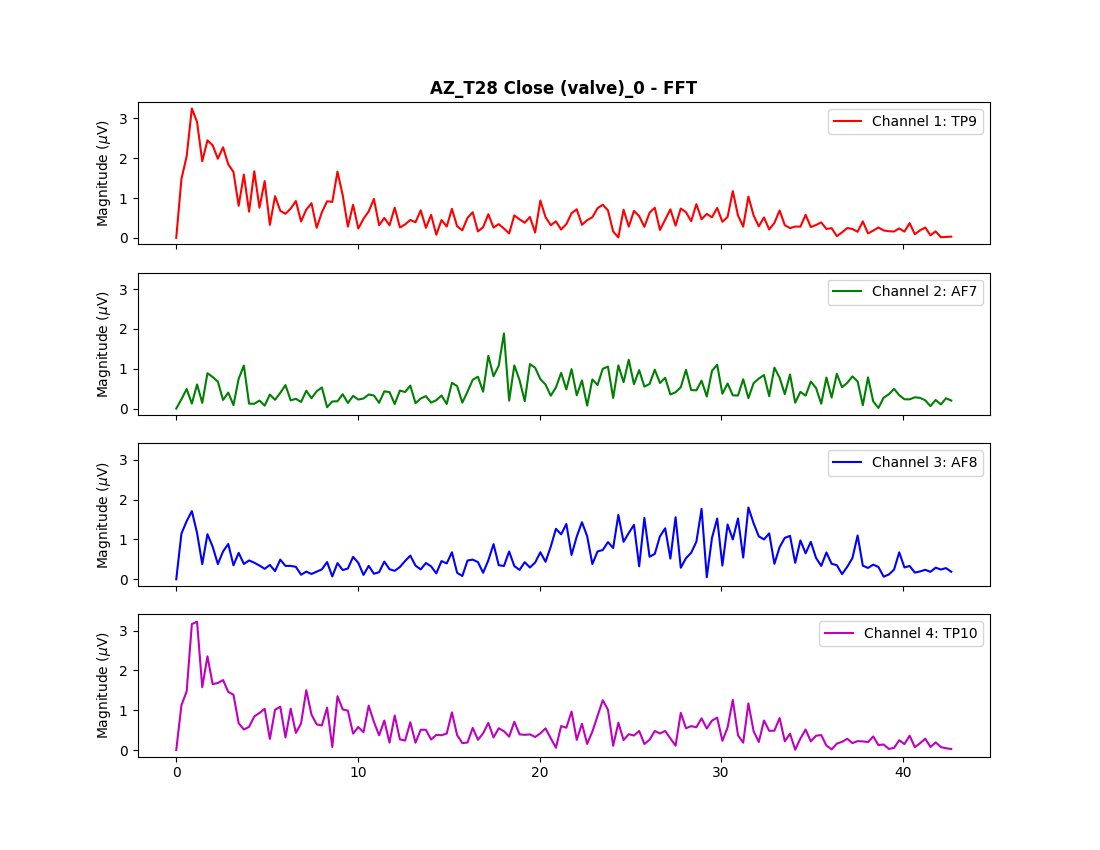 AZ_T28 Close (valve)_0 - FFT
Magnitude (μV)
3
2
1
0
Channel 1: TP9
Magnitude (μV)
3
2
1
0
Channel 2: AF7
Magnitude (μV)
3
2
1
0
Channel 3: AF8
Magnitude (μV)
3
2
1
0
Channel 4: TP10
0 10 20 30 40